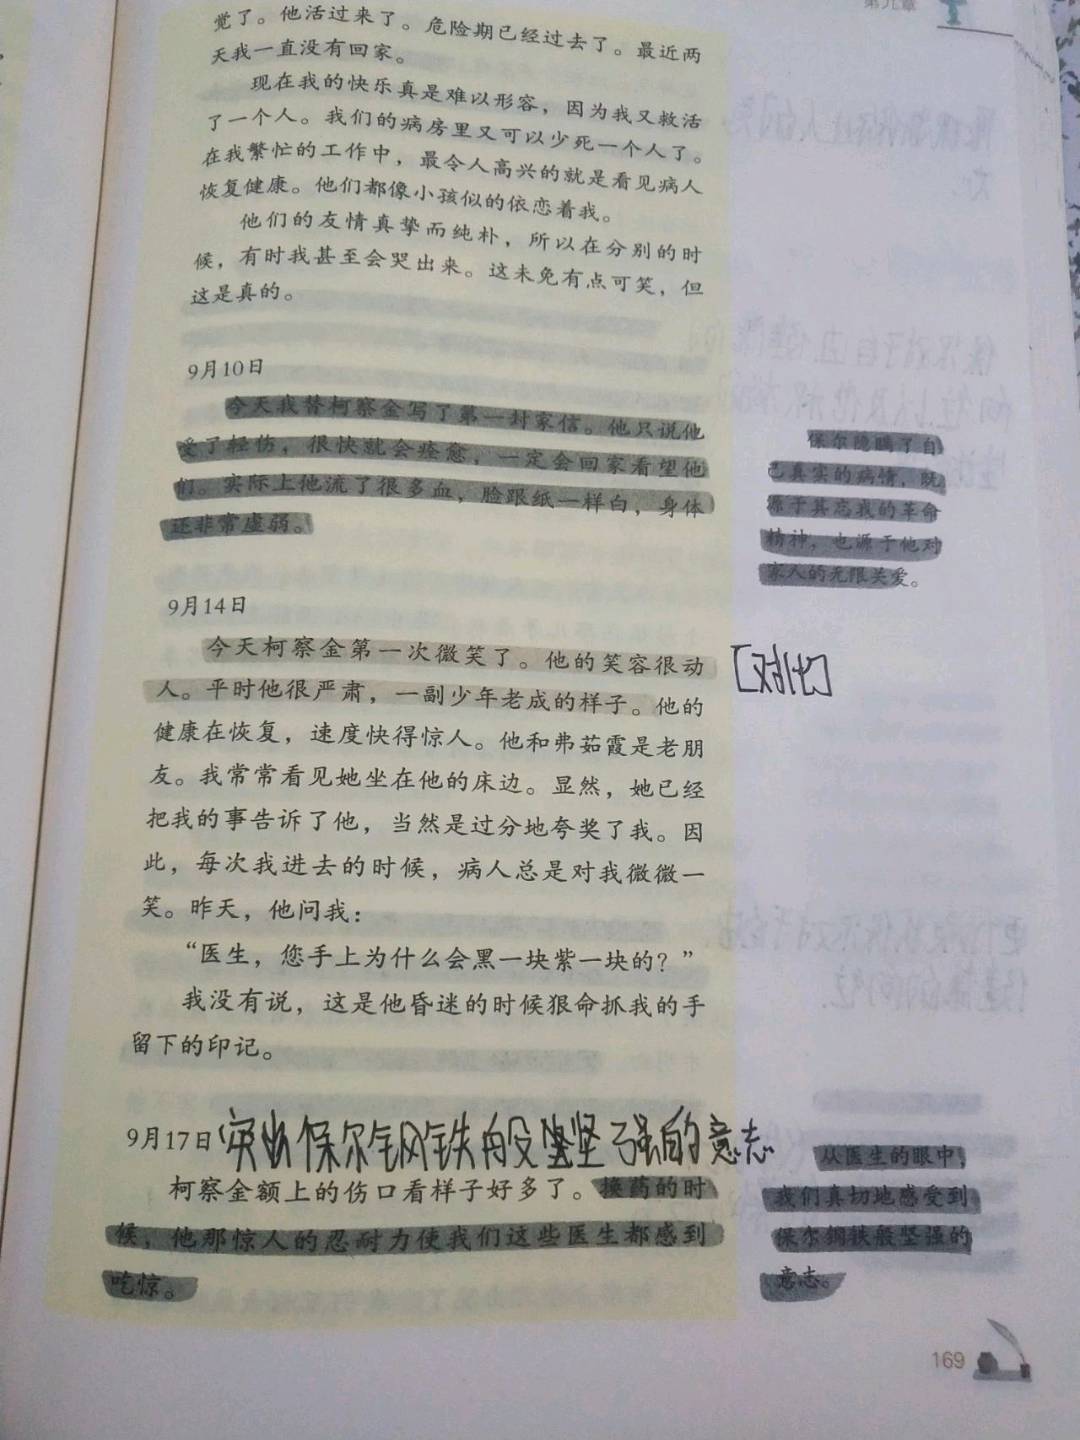 第九章
觉了。他活过来了。危险期已经过去了。最近两
天我一直没有回家。
现在我的快乐真是难以形容，因为我又救活
了一个人。我们的病房里又可以少死一个人了。
在我繁忙的工作中，最令人高兴的就是看见病人
恢复健康。他们都像小孩似的依恋着我。
他们的友情真挚而纯朴，所以在分别的时
候，有时我甚至会哭出来。这未免有点可笑，但
这是真的。
9月10日
今天我替柯察金写了第一封家信。他只说他
受了轻伤，很快就会痊愈，一定会回家看望他
们。实际上他流了很多血，脸跟纸一样白，身体
还非常虚弱。
保尔隐瞒了自
己真实的病情，既
源于其忘我的革命
精神，也源于他对
家人的无限关爱。
9月14日
今天柯察金第一次微笑了。他的笑容很动
人。平时他很严肃，一副少年老成的样子。他的
健康在恢复，速度快得惊人。他和弗茹霞是老朋
友。我常常看见她坐在他的床边。显然，她已经
把我的事告诉了他，当然是过分地夸奖了我。因
此，每次我进去的时候，病人总是对我微微一
笑。昨天，他问我：
[对比]
“医生，您手上为什么会黑一块紫一块的？”
我没有说，这是他昏迷的时候狠命抓我的手
留下的印记。
9月17日
突出保尔钢铁般坚强的意志
柯察金额上的伤口看样子好多了。换药的时
候，他那惊人的忍耐力使我们这些医生都感到
吃惊。
从医生的眼中，
我们真切地感受到
保尔钢铁般坚强的
意志。
169